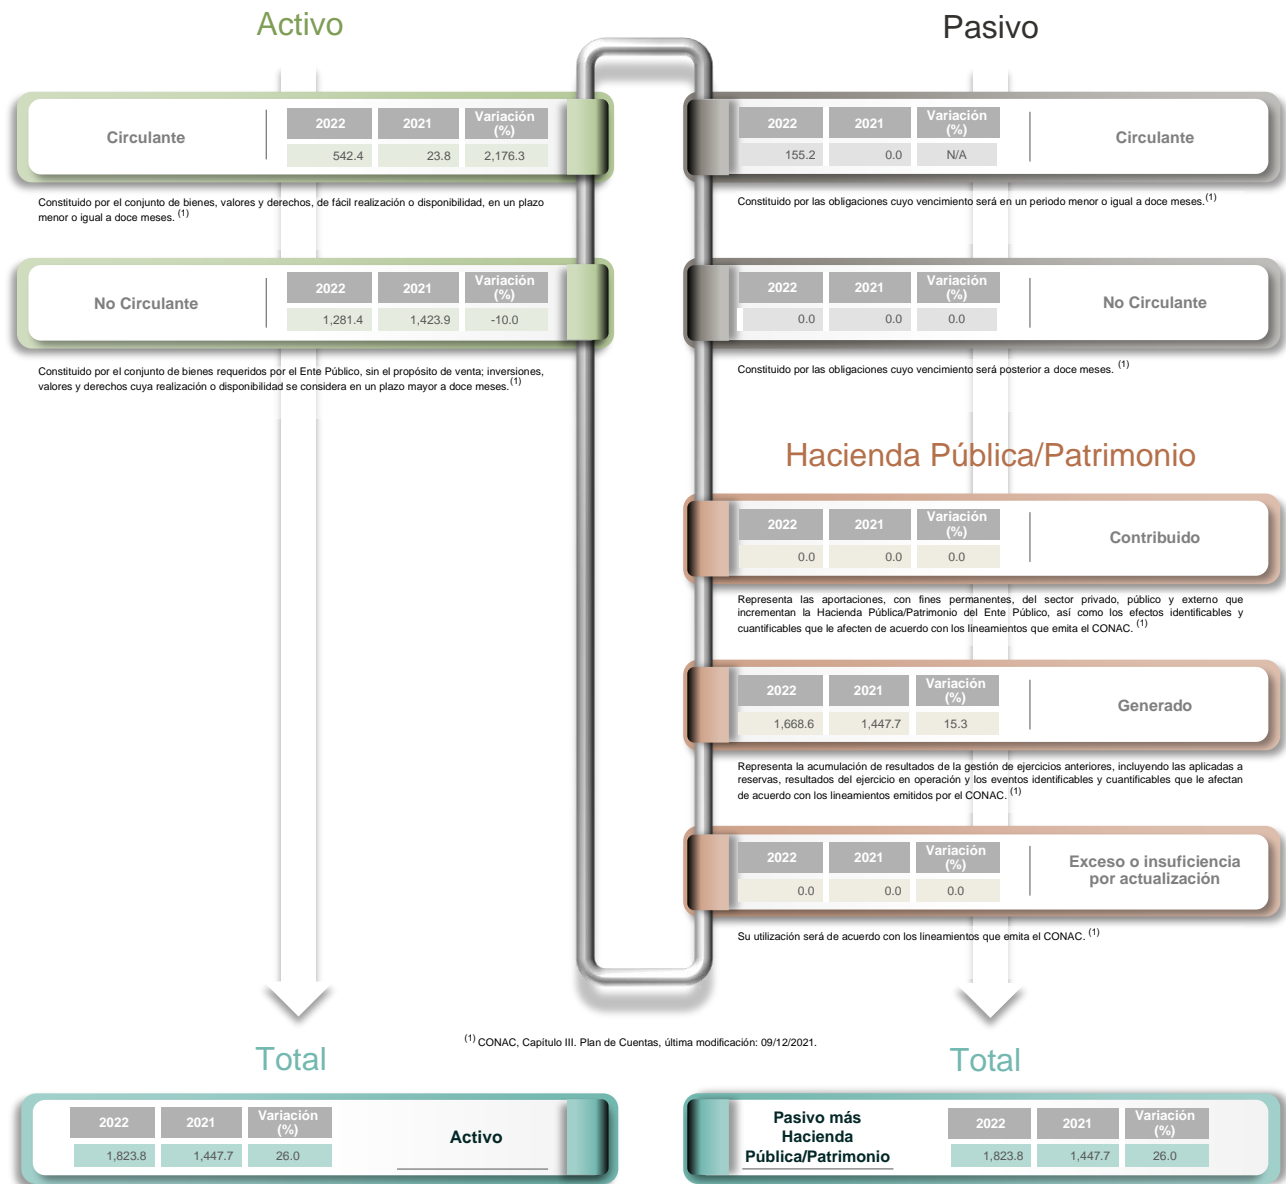 Activo
Circulante
2022 2021 Variación (%)
542.4 23.8 2,176.3
Constituido por el conjunto de bienes, valores y derechos, de fácil realización o disponibilidad, en un plazo
menor o igual a doce meses. (1)
No Circulante
2022 2021 Variación (%)
1,281.4 1,423.9 -10.0
Constituido por el conjunto de bienes requeridos por el Ente Público, sin el propósito de venta; inversiones,
valores y derechos cuya realización o disponibilidad se considera en un plazo mayor a doce meses. (1)
Pasivo
2022 2021 Variación (%)
155.2 0.0 N/A
Circulante
Constituido por las obligaciones cuyo vencimiento será en un periodo menor o igual a doce meses. (1)
2022 2021 Variación (%)
0.0 0.0 0.0
No Circulante
Constituido por las obligaciones cuyo vencimiento será posterior a doce meses. (1)
Hacienda Pública/Patrimonio
2022 2021 Variación (%)
0.0 0.0 0.0
Contribuido
Representa las aportaciones, con fines permanentes, del sector privado, público y externo que
incrementan la Hacienda Pública/Patrimonio del Ente Público, así como los efectos identificables y
cuantificables que le afecten de acuerdo con los lineamientos que emita el CONAC. (1)
2022 2021 Variación (%)
1,668.6 1,447.7 15.3
Generado
Representa la acumulación de resultados de la gestión de ejercicios anteriores, incluyendo las aplicadas a
reservas, resultados del ejercicio en operación y los eventos identificables y cuantificables que le afectan
de acuerdo con los lineamientos emitidos por el CONAC. (1)
2022 2021 Variación (%)
0.0 0.0 0.0
Exceso o insuficiencia
por actualización
Su utilización será de acuerdo con los lineamientos que emita el CONAC. (1)
(1) CONAC, Capítulo III. Plan de Cuentas, última modificación: 09/12/2021.
Total
2022 2021 Variación (%)
1,823.8 1,447.7 26.0
Activo
Total
Pasivo más
Hacienda
Pública/Patrimonio
2022 2021 Variación (%)
1,823.8 1,447.7 26.0